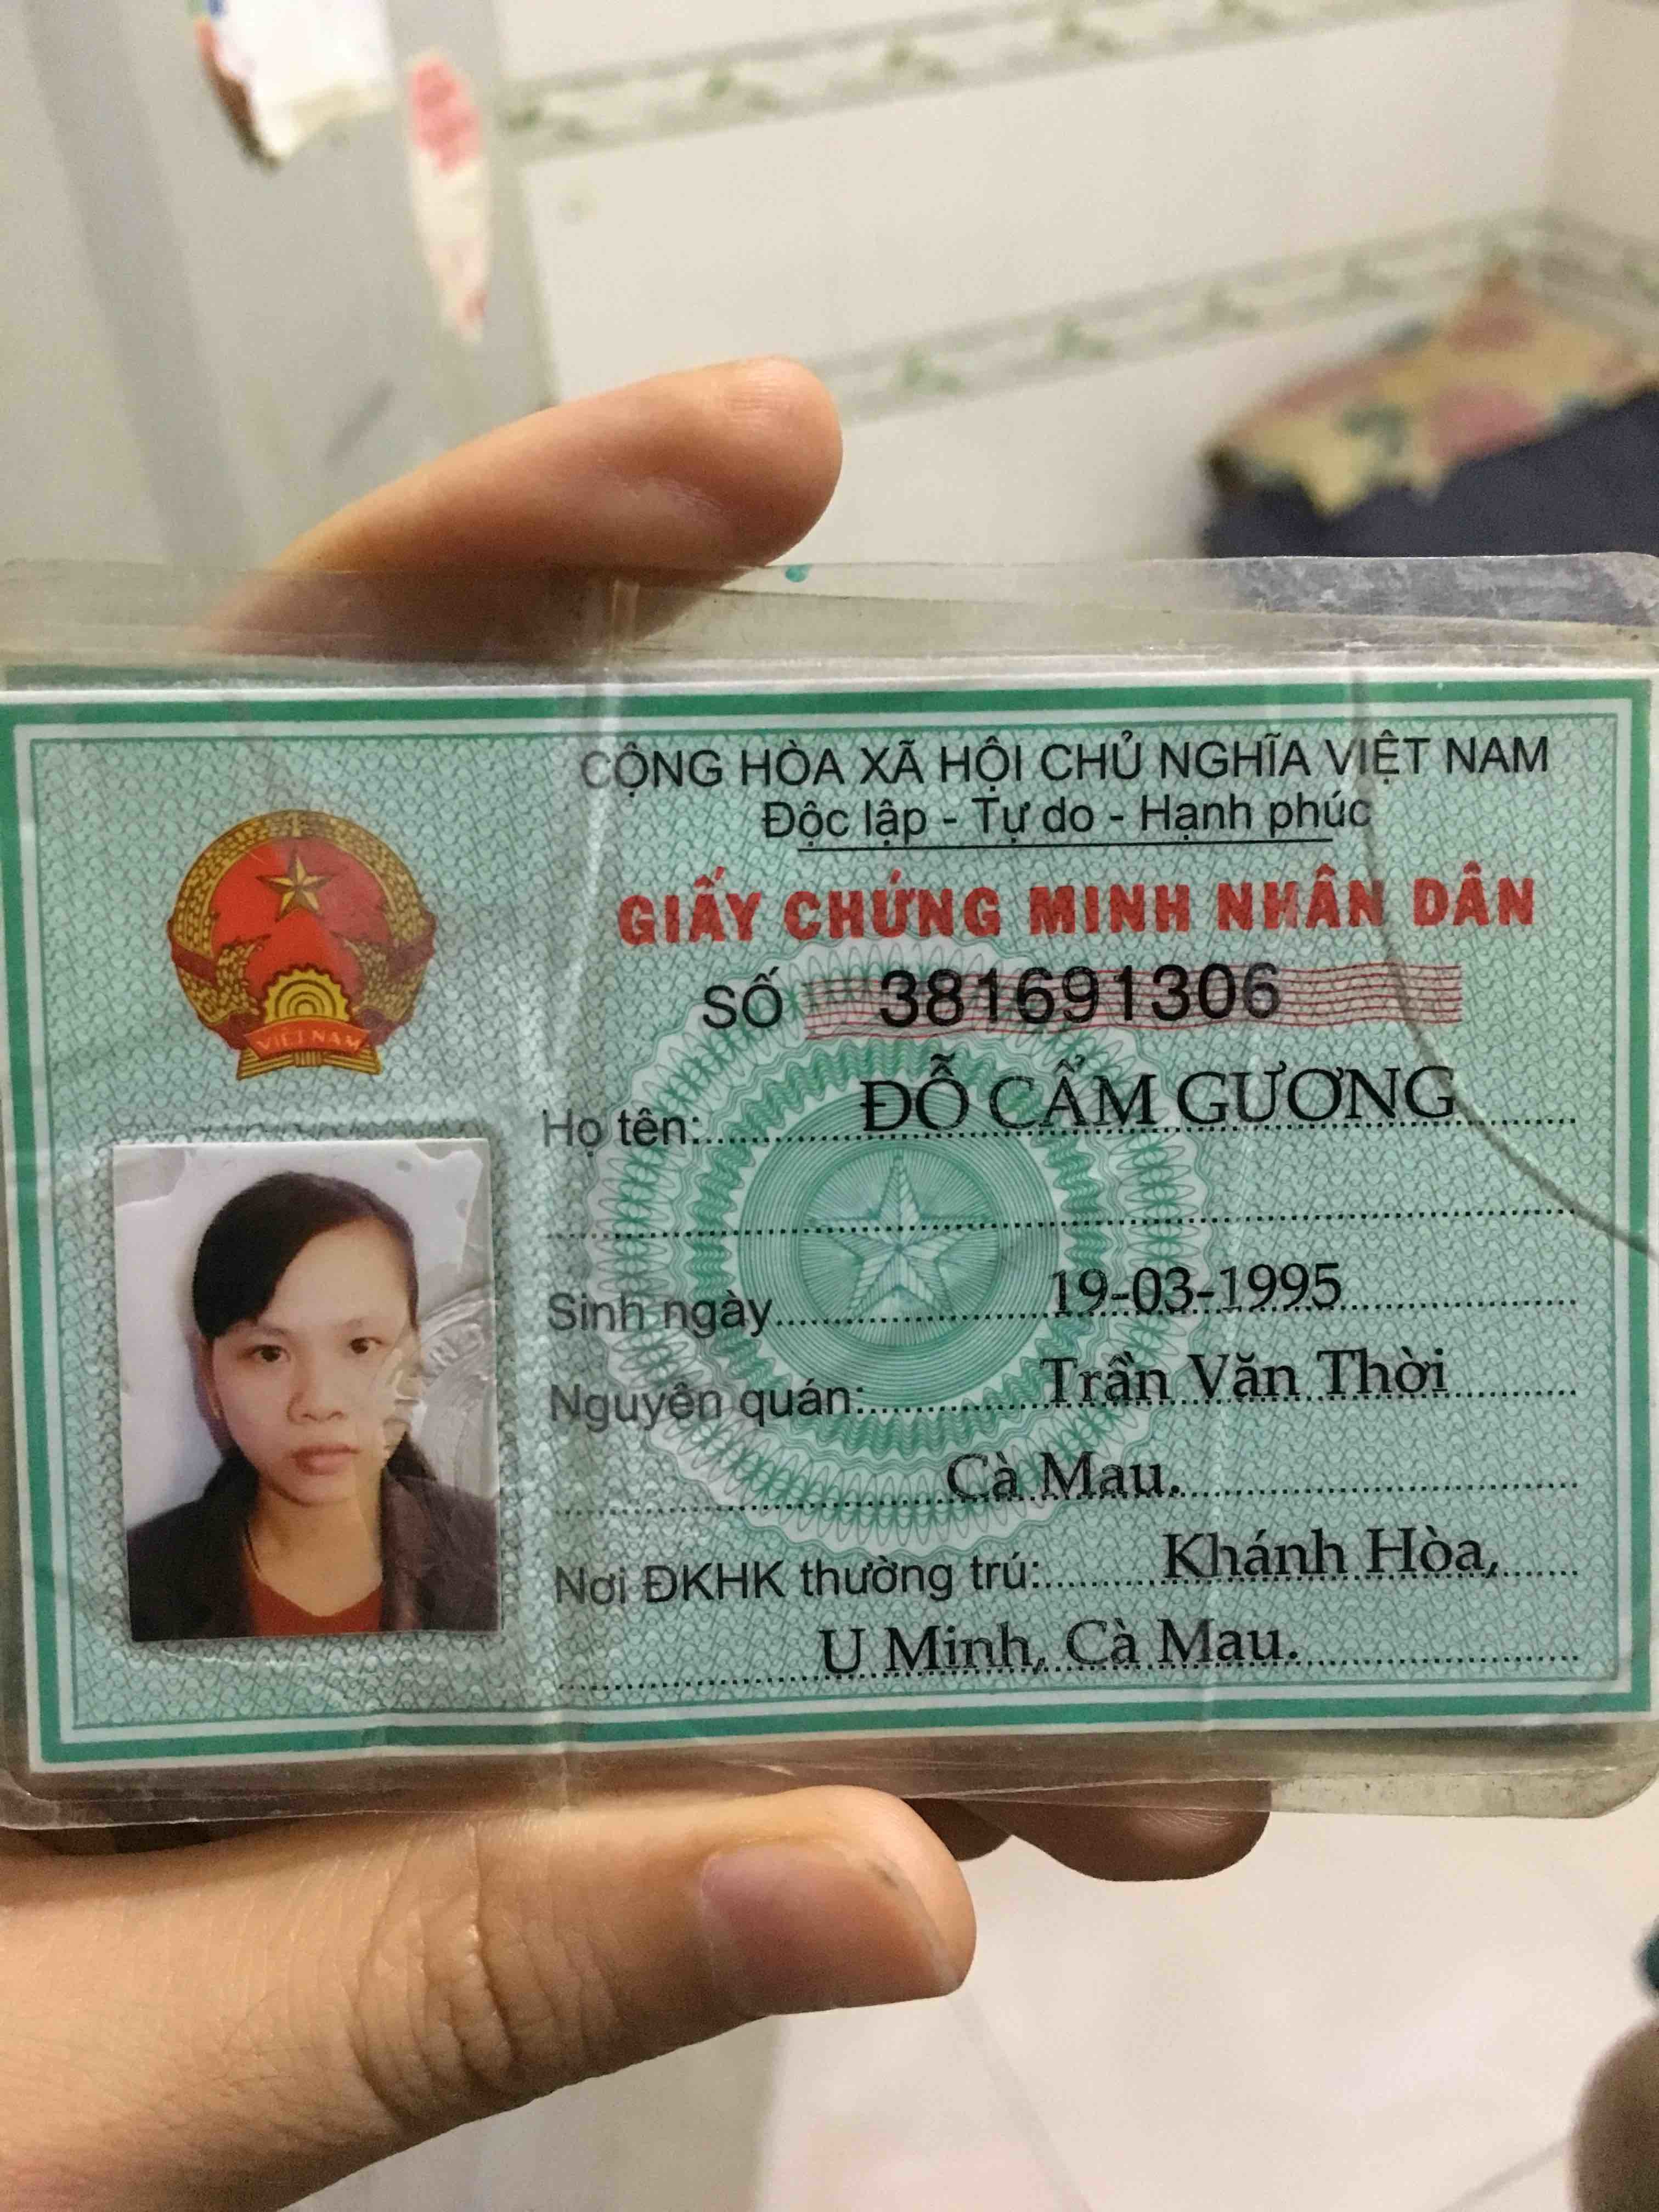 CỘNG HÒA XÃ HỘI CHỦ NGHĨA VIỆT NAM
Độc lập - Tự do - Hạnh phúc
GIẤY CHỨNG MINH NHÂN DÂN
SỐ 381691306
VIỆT NAM
Họ tên: ĐỖ CẨM GƯƠNG
Sinh ngày 19-03-1995
Nguyên quán: Trần Văn Thời
Cà Mau.
Nơi ĐKHK thường trú: Khánh Hòa,
U Minh, Cà Mau.